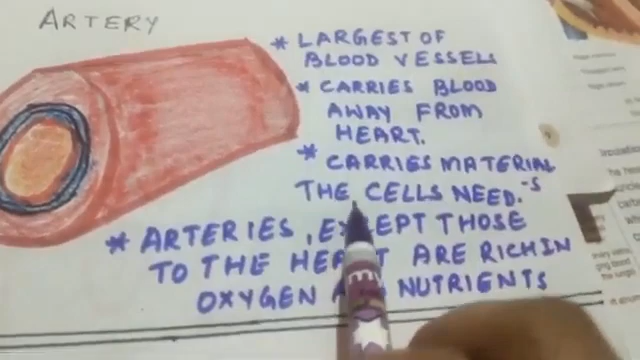 ARTERY
* LARGEST OF
BLOOD VESSELS
* CARRIES BLOOD
AWAY FROM
HEART.
* CARRIES MATERIAL
THE CELLS NEED.-S
* ARTERIES, EXCEPT THOSE
TO THE HEART ARE RICH IN
OXYGEN AND NUTRIENTS